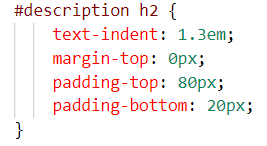 #description h2 {
    text-indent: 1.3em;
    margin-top: 0px;
    padding-top: 80px;
    padding-bottom: 20px;
}